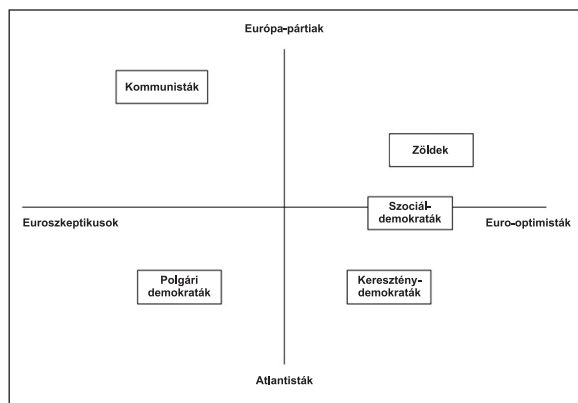 Európa-pártiak
Kommunisták
Zöldek
Szociál-
demokraták
Euroszkeptikusok
Euro-optimisták
Polgári
demokraták
Keresztény-
demokraták
Atlantisták